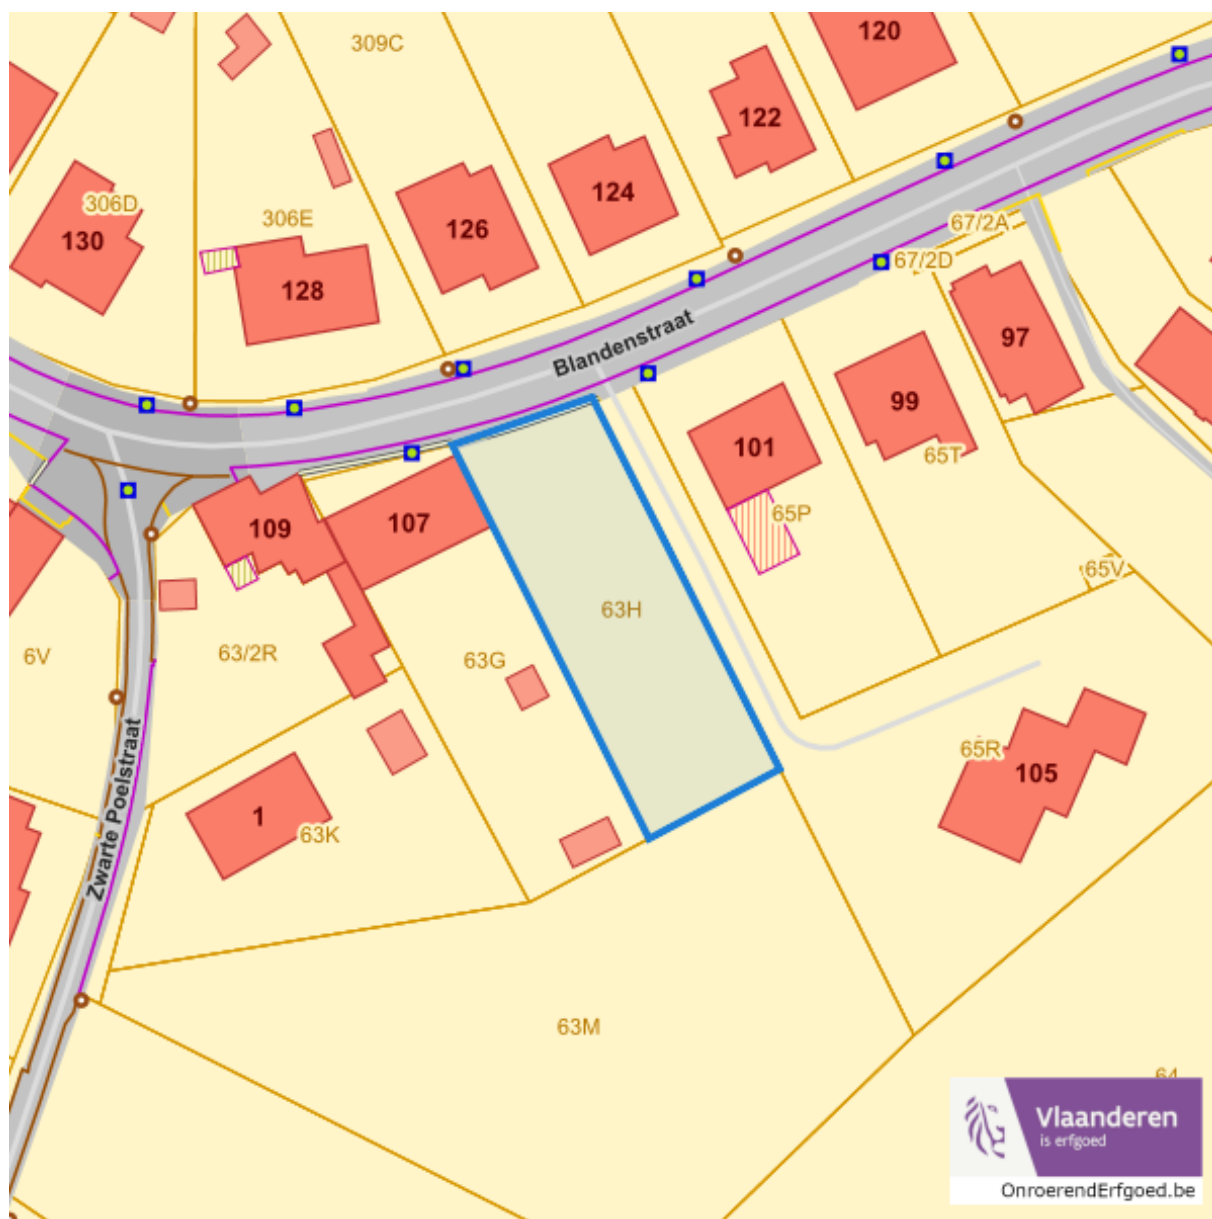 309C
120
122
124
306D
130
306E
126
67/2A
67/2D
128
Blandenstraat
97
99
65T
101
65P
107
109
65V
63H
6V
63/2R
63G
65R
105
Zwarte Poelstraat
1
63K
63M
64
Vlaanderen
is erfgoed
OnroerendErfgoed.be